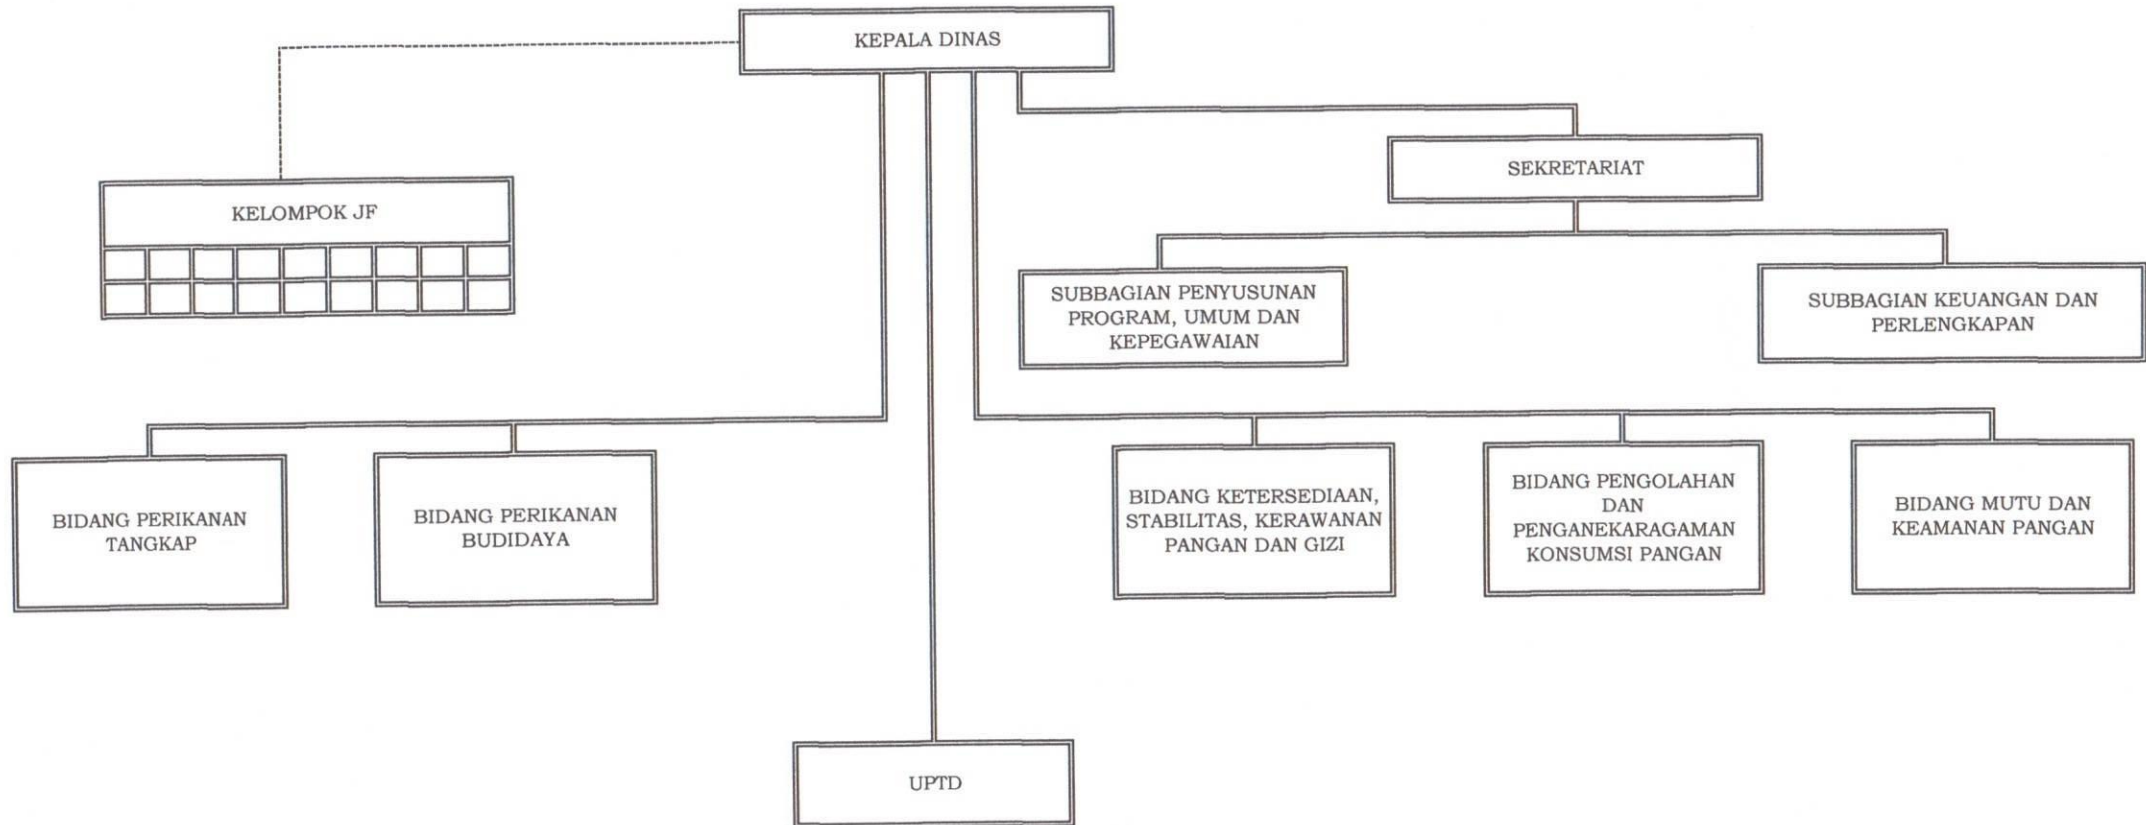 KEPALA DINAS
SEKRETARIAT
KELOMPOK JF
SUBBAGIAN PENYUSUNAN
PROGRAM, UMUM DAN
KEPEGAWAIAN
SUBBAGIAN KEUANGAN DAN
PERLENGKAPAN
BIDANG PERIKANAN
TANGKAP
BIDANG PERIKANAN
BUDIDAYA
BIDANG KETERSEDIAAN,
STABILITAS, KERAWANAN
PANGAN DAN GIZI
BIDANG PENGOLAHAN
DAN
PENGANEKARAGAMAN
KONSUMSI PANGAN
BIDANG MUTU DAN
KEAMANAN PANGAN
UPTD